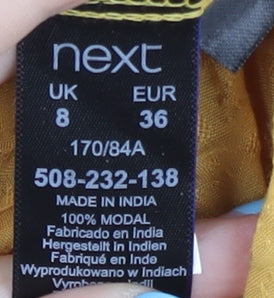 next
UK EUR
8 36
170/84A
508-232-138
MADE IN INDIA
100% MODAL
Fabricado en India
Hergestellt in Indien
Fabriqué en Inde
Wyprodukowano w Indiach